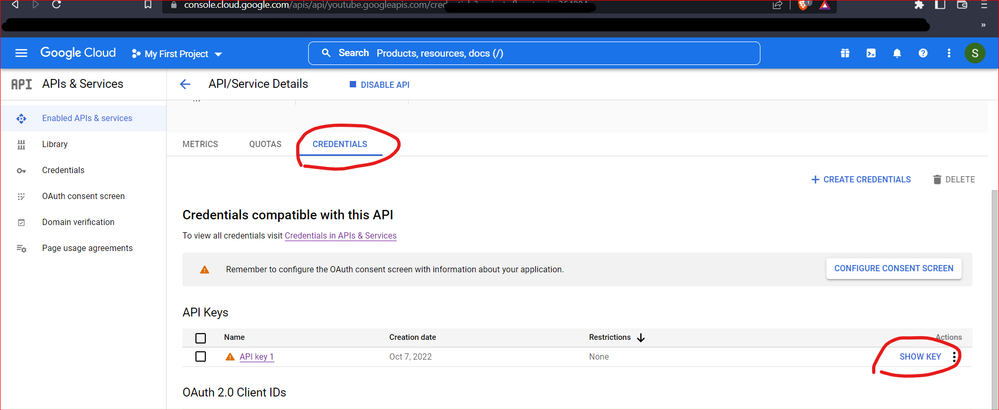 console.cloud.google.com/apis/api/youtube.googleapis.com/cred
1
»
Google Cloud
My First Project
Search Products, resources, docs (/)
S
API APIs & Services
API/Service Details
DISABLE API
Enabled APIs & services
Library
Credentials
OAuth consent screen
Domain verification
Page usage agreements
METRICS
QUOTAS
CREDENTIALS
CREATE CREDENTIALS
DELETE
Credentials compatible with this API
To view all credentials visit Credentials in APIs & Services
Remember to configure the OAuth consent screen with information about your application.
CONFIGURE CONSENT SCREEN
API Keys
Name Creation date Restrictions Actions
API key 1 Oct 7, 2022 None SHOW KEY
OAuth 2.0 Client IDs